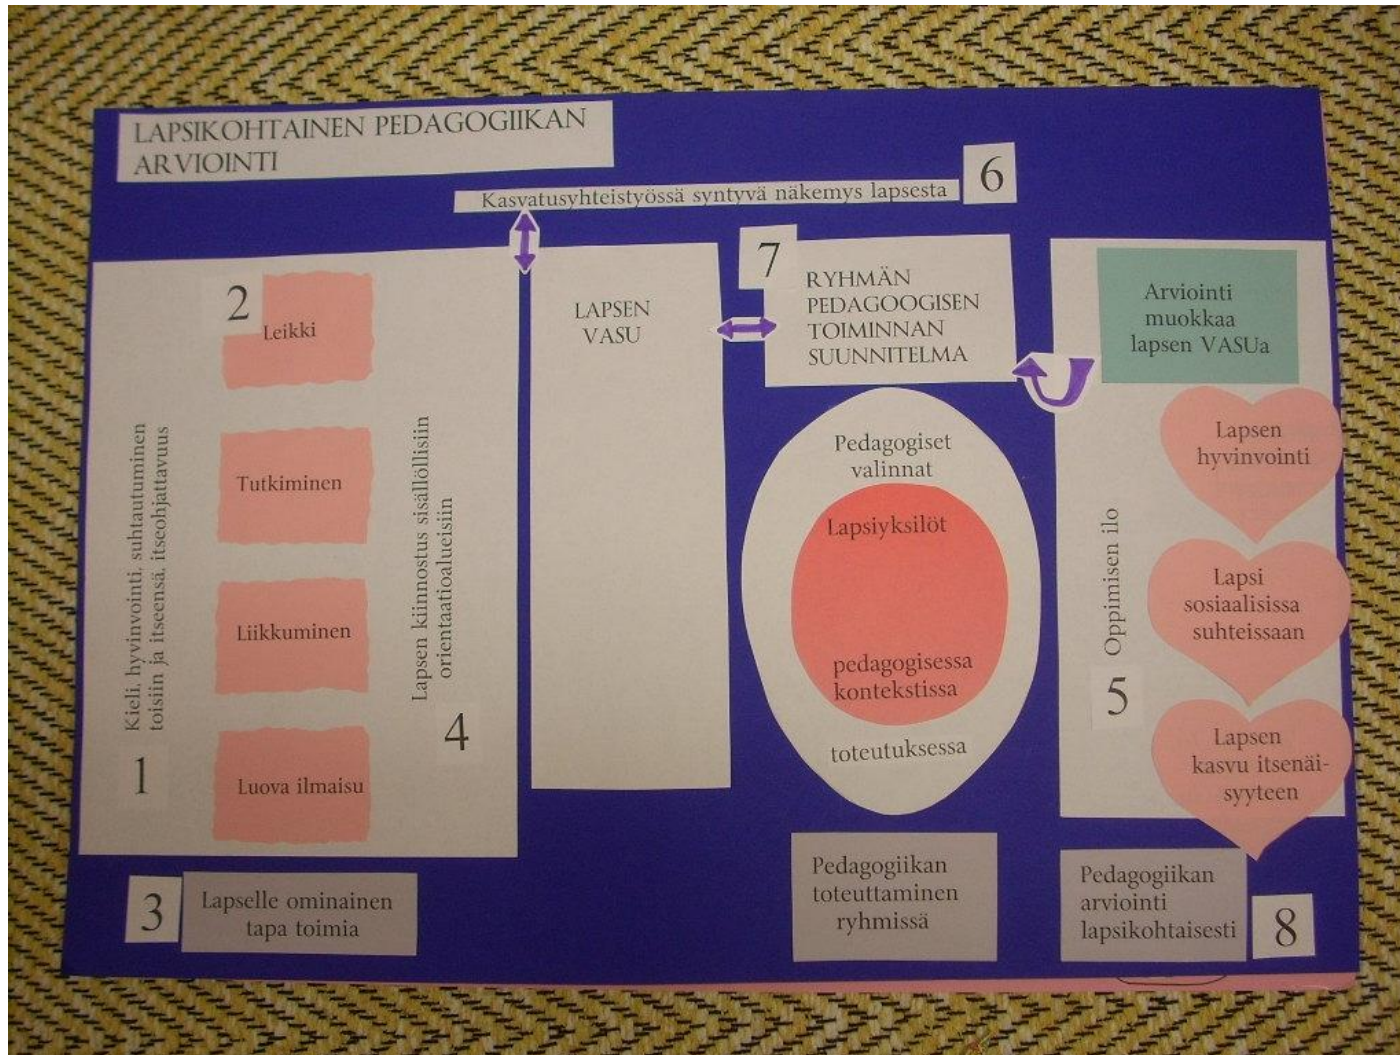 LAPSIKOHTAINEN PEDAGOGIIKAN
ARVIOINTI
Kasvatusyhteistyössä syntyvä näkemys lapsesta
6
1
Kieli, hyvinvointi, suhtautuminen
toisiin ja itseensä, itseohjattavuus
2
Leikki
Tutkiminen
Liikkuminen
Luova ilmaisu
Lapsen kiinnostus sisällöllisiin
orientaatioalueisiin
4
3
Lapselle ominainen
tapa toimia
LAPSEN
VASU
7
RYHMÄN
PEDAGOOGISEN
TOIMINNAN
SUUNNITELMA
Pedagogiset
valinnat
Lapsiyksilöt
pedagogisessa
kontekstissa
toteutuksessa
Pedagogiikan
toteuttaminen
ryhmissä
Arviointi
muokkaa
lapsen VASUa
Oppimisen ilo
5
Lapsen
hyvinvointi
Lapsi
sosiaalisissa
suhteissaan
Lapsen
kasvu itsenäi-
syyteen
Pedagogiikan
arviointi
lapsikohtaisesti
8